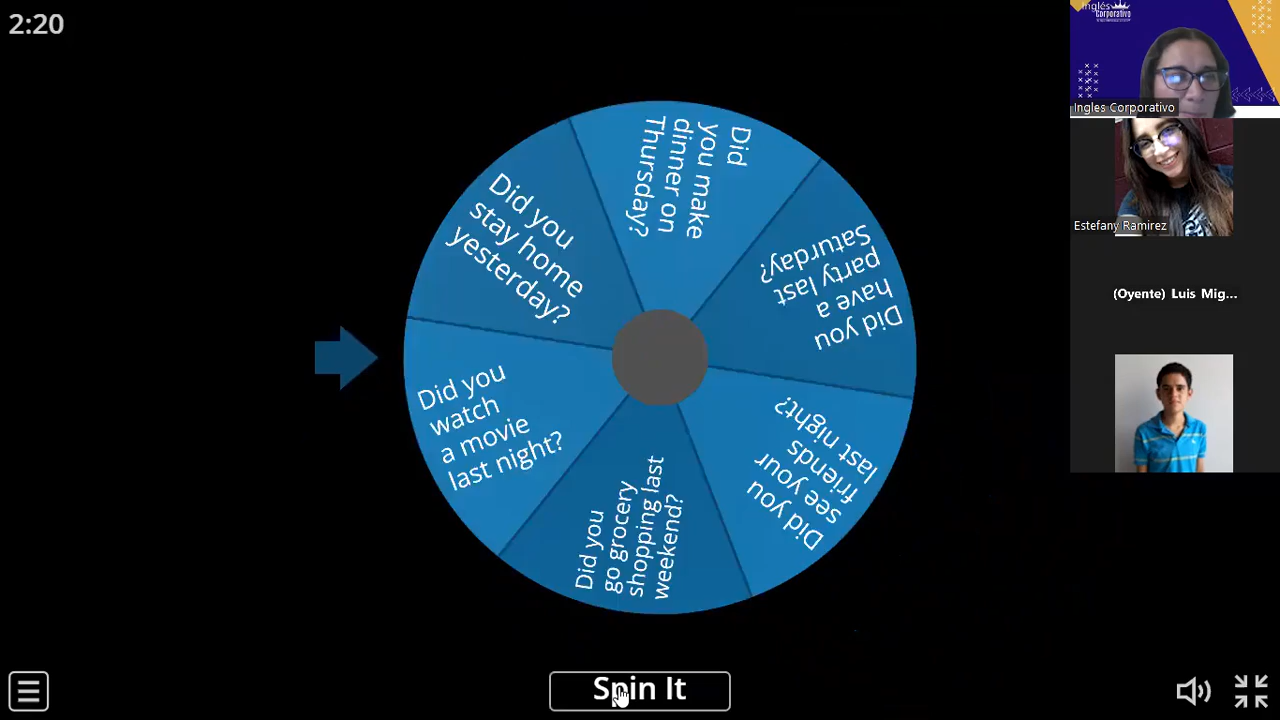 2:20
Did
you make
dinner on
Thursday?
Did you
have a
party last
Saturday?
Did you
see your
friends
last night?
Did you
go grocery
shopping last
weekend?
Did you
watch
a movie
last night?
Did you
stay home
yesterday?
Spin It
Inglés
corporativo
Ingles Corporativo
Estefany Ramirez
(Oyente) Luis Mig...